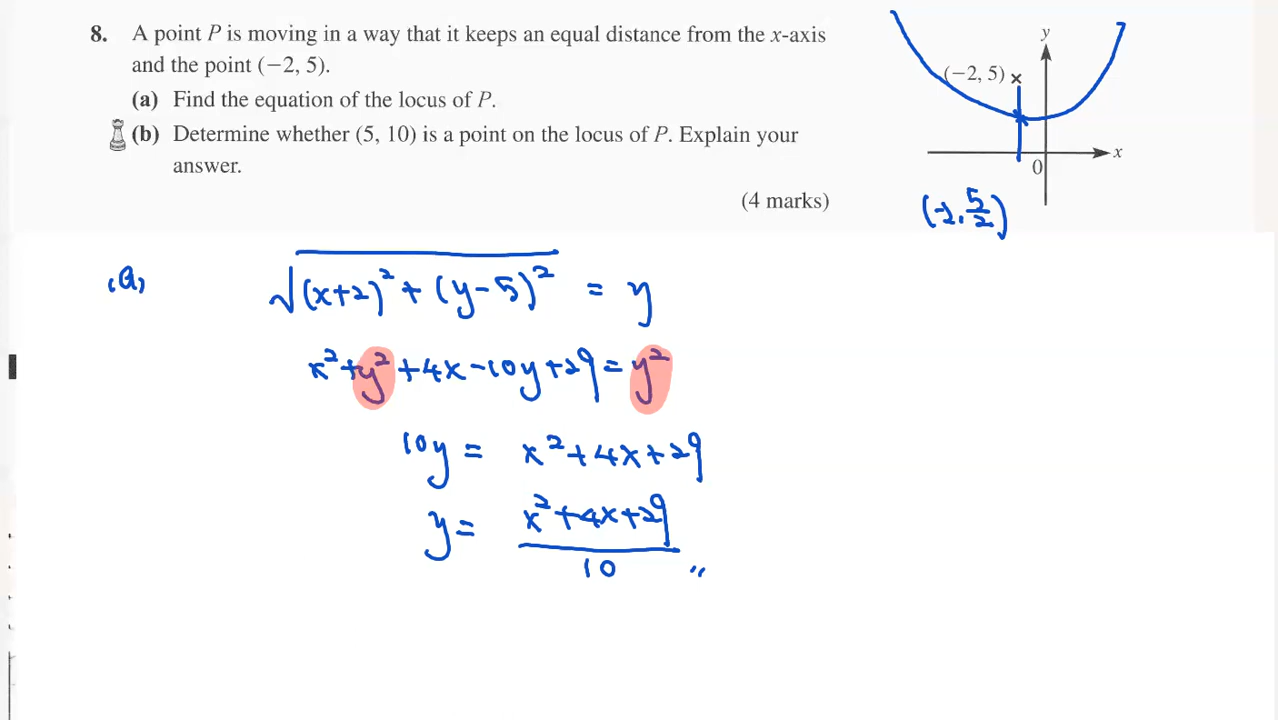 8. A point P is moving in a way that it keeps an equal distance from the x-axis
and the point (−2, 5).
(a) Find the equation of the locus of P.
(b) Determine whether (5, 10) is a point on the locus of P. Explain your
answer.
(4 marks)
y
(−2, 5)
x
0
(-2, 5/2)
(a) √((x+2)² + (y-5)²) = y
x² + y² + 4x - 10y + 29 = y²
10y = x² + 4x + 29
y = (x² + 4x + 29)/10 〃